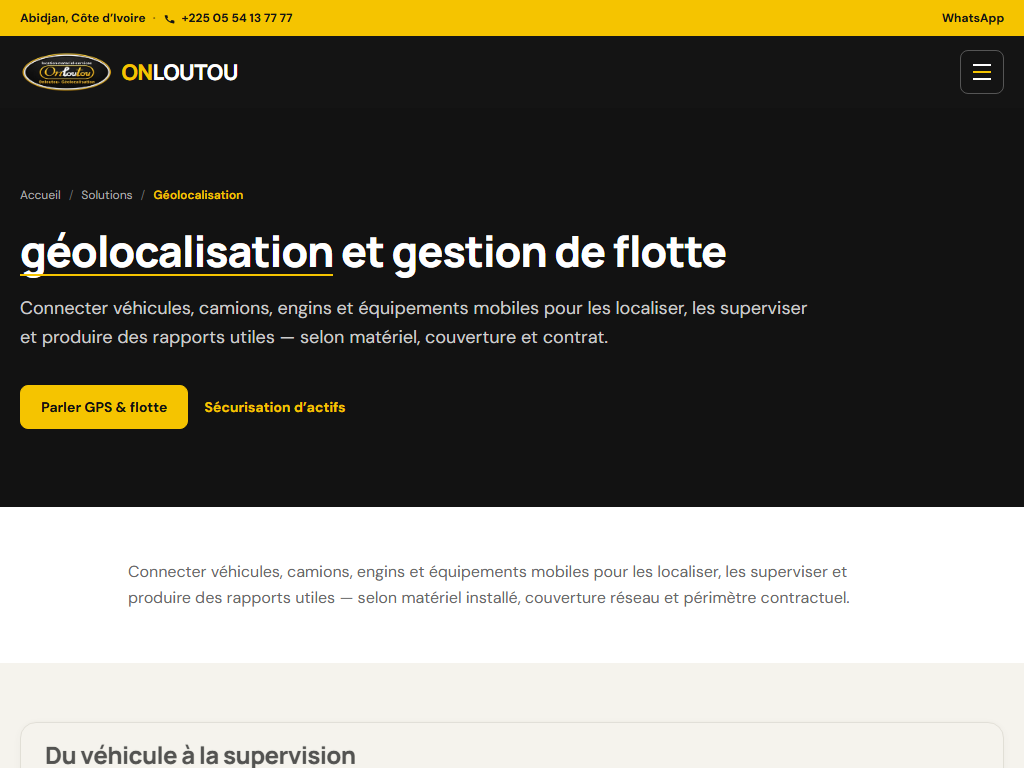 Abidjan, Côte d’Ivoire · +225 05 54 13 77 77
WhatsApp
Onloutou
ONLOUTOU
Accueil / Solutions / Géolocalisation
géolocalisation et gestion de flotte
Connecter véhicules, camions, engins et équipements mobiles pour les localiser, les superviser
et produire des rapports utiles — selon matériel, couverture et contrat.
Parler GPS & flotte
Sécurisation d’actifs
Connecter véhicules, camions, engins et équipements mobiles pour les localiser, les superviser et
produire des rapports utiles — selon matériel installé, couverture réseau et périmètre contractuel.
Du véhicule à la supervision